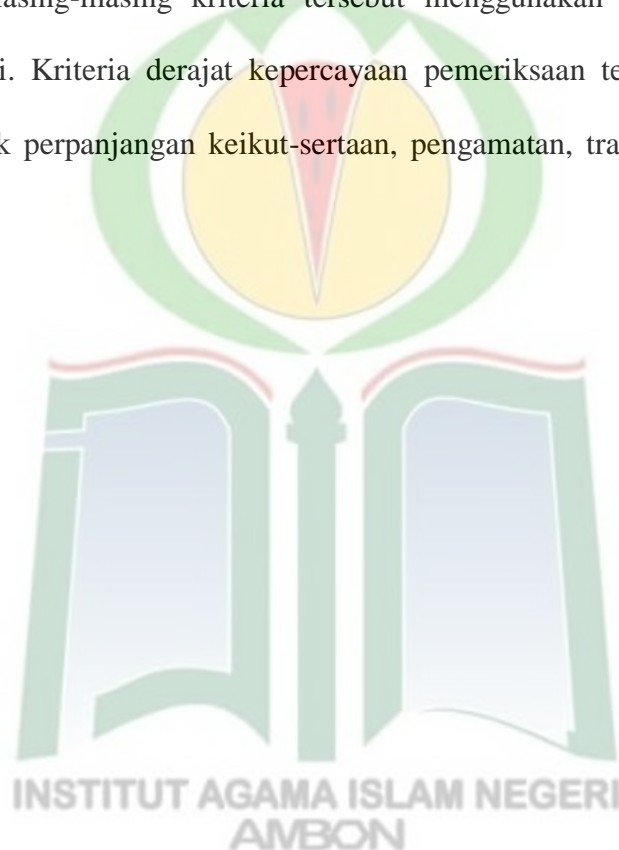 masing-masing kriteria tersebut menggunakan
i. Kriteria derajat kepercayaan pemeriksaan te
k perpanjangan keikut-sertaan, pengamatan, tra
INSTITUT AGAMA ISLAM NEGERI
AMBON